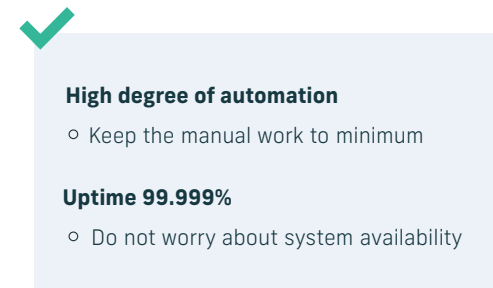 High degree of automation
Keep the manual work to minimum
Uptime 99.999%
Do not worry about system availability